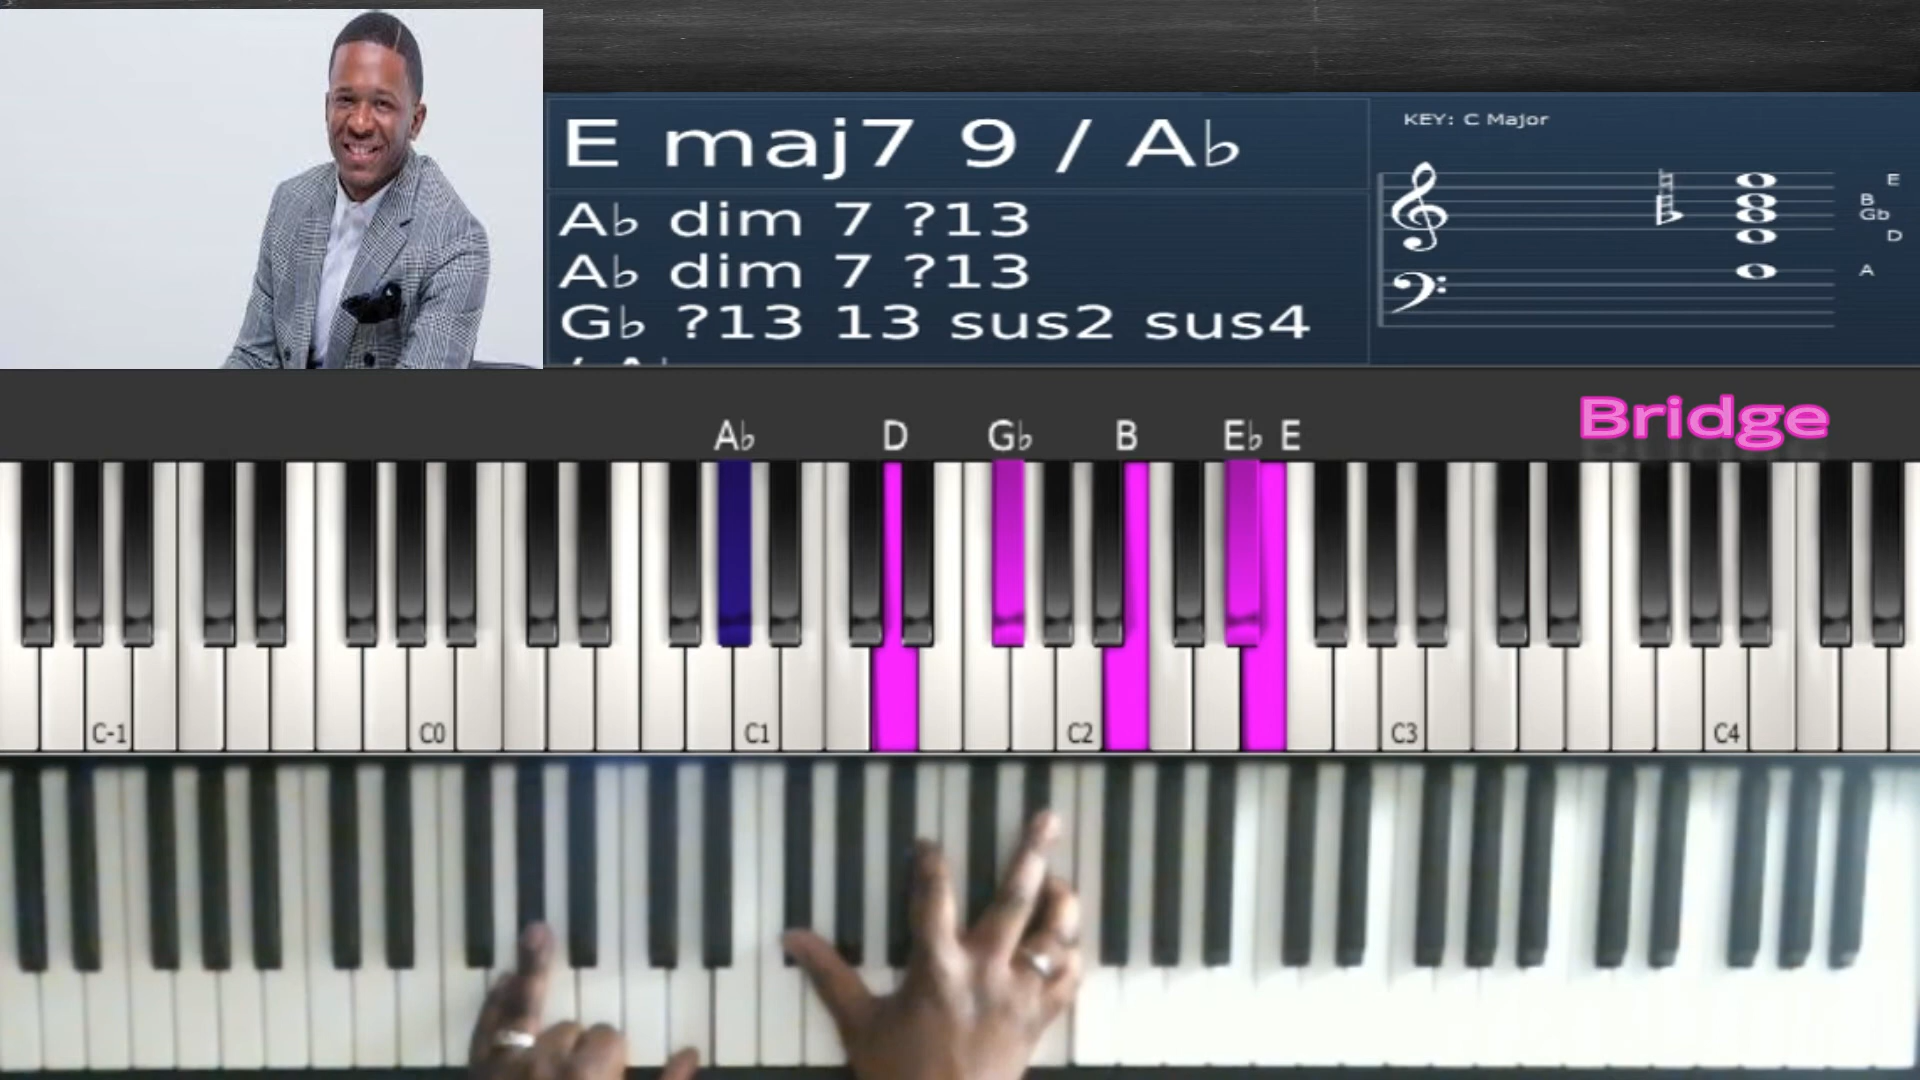 E maj7 9 / A♭
KEY: C Major
A♭ dim 7 ?13
A♭ dim 7 ?13
G♭ ?13 13 sus2 sus4
E
B
Gb
D
A
Bridge
A♭ D G♭ B E♭ E
C-1 C0 C1 C2 C3 C4